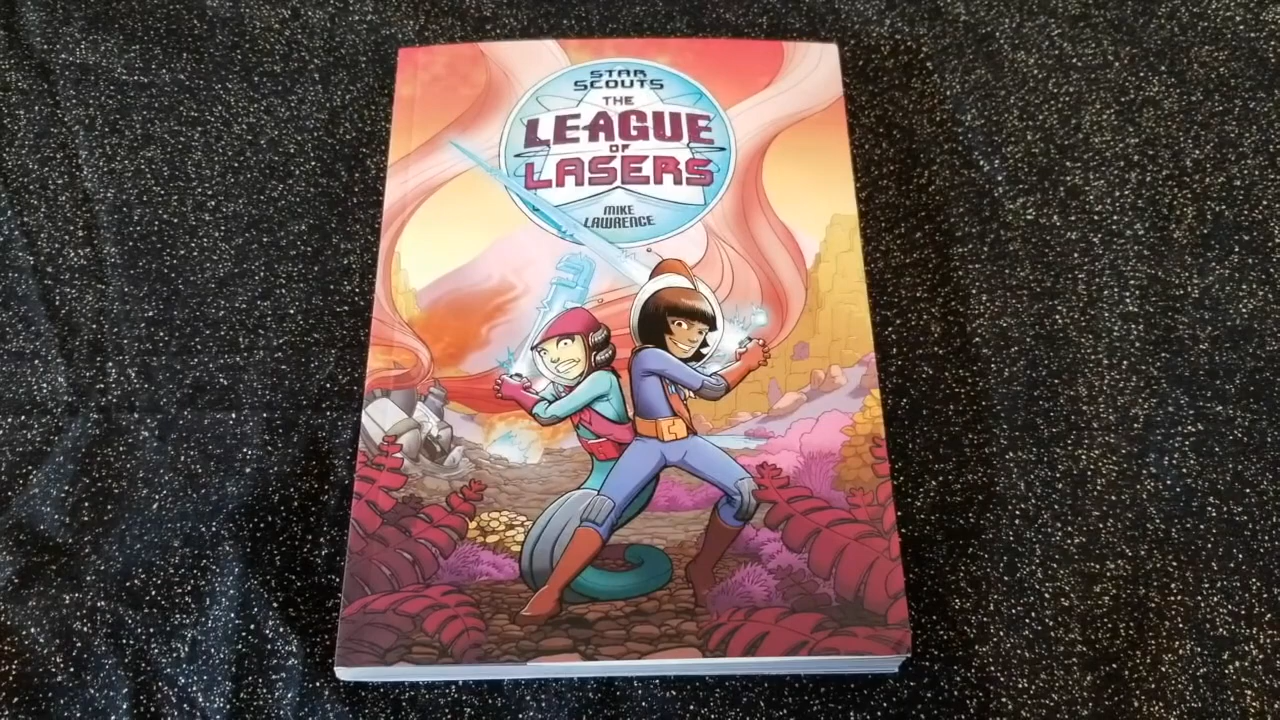 STAR
SCOUTS
THE
LEAGUE
OF
LASERS
MIKE
LAWRENCE